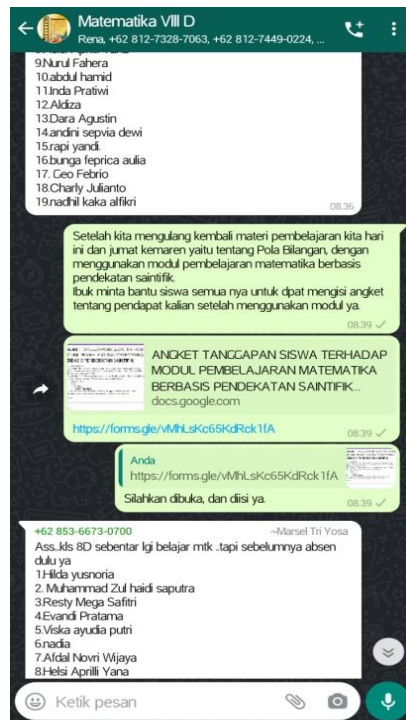 Matematika VIII D
Rena, +62 812-7328-7063, +62 812-7449-0224, ...
9.Nurul Fahera
10.abdul hamid
11.Inda Pratiwi
12.Aldiza
13.Dara Agustin
14.andini sepvia dewi
15.rapi yandi.
16.bunga feprica aulia
17. Geo Febrio
18.Charly Julianto
19.nadhil kaka alfikri
08.36
Setelah kita mengulang kembali materi pembelajaran kita hari
ini dan jumat kemaren yaitu tentang Pola Bilangan, dengan
menggunakan modul pembelajaran matematika berbasis
pendekatan saintifik.
Ibuk minta bantu siswa semua nya untuk dpat mengisi angket
tentang pendapat kalian setelah menggunakan modul ya.
08.39
ANGKET TANGGAPAN SISWA TERHADAP
MODUL PEMBELAJARAN MATEMATIKA
BERBASIS PENDEKATAN SAINTIFIK...
docs.google.com
https://forms.gle/vMhLsKc65KdRck1fA
08.39
Anda
https://forms.gle/vMhLsKc65KdRck1fA
Silahkan dibuka, dan diisi ya.
08.39
+62 853-6673-0700 ~Marsel Tri Yosa
Ass..kls 8D sebentar lgi belajar mtk ..tapi sebelumnya absen
dulu ya
1.Hilda yusnoria
2. Muhammad Zul haidi saputra
3.Resty Mega Safitri
4.Evandi Pratama
5.Viska ayudia putri
6.nadia
7.Afdal Novri Wijaya
8.Helsi Aprilli Yana
Ketik pesan